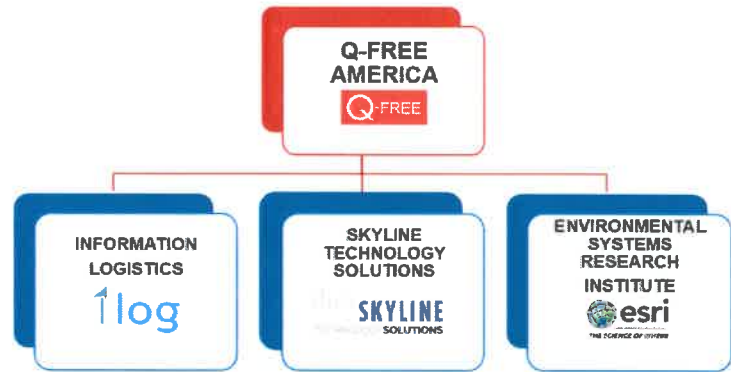 Q-FREE
AMERICA
Q-FREE
INFORMATION
LOGISTICS
ilog
SKYLINE
TECHNOLOGY
SOLUTIONS
SKYLINE
SOLUTIONS
ENVIRONMENTAL
SYSTEMS
RESEARCH
INSTITUTE
esri
THE SCIENCE OF WHERE